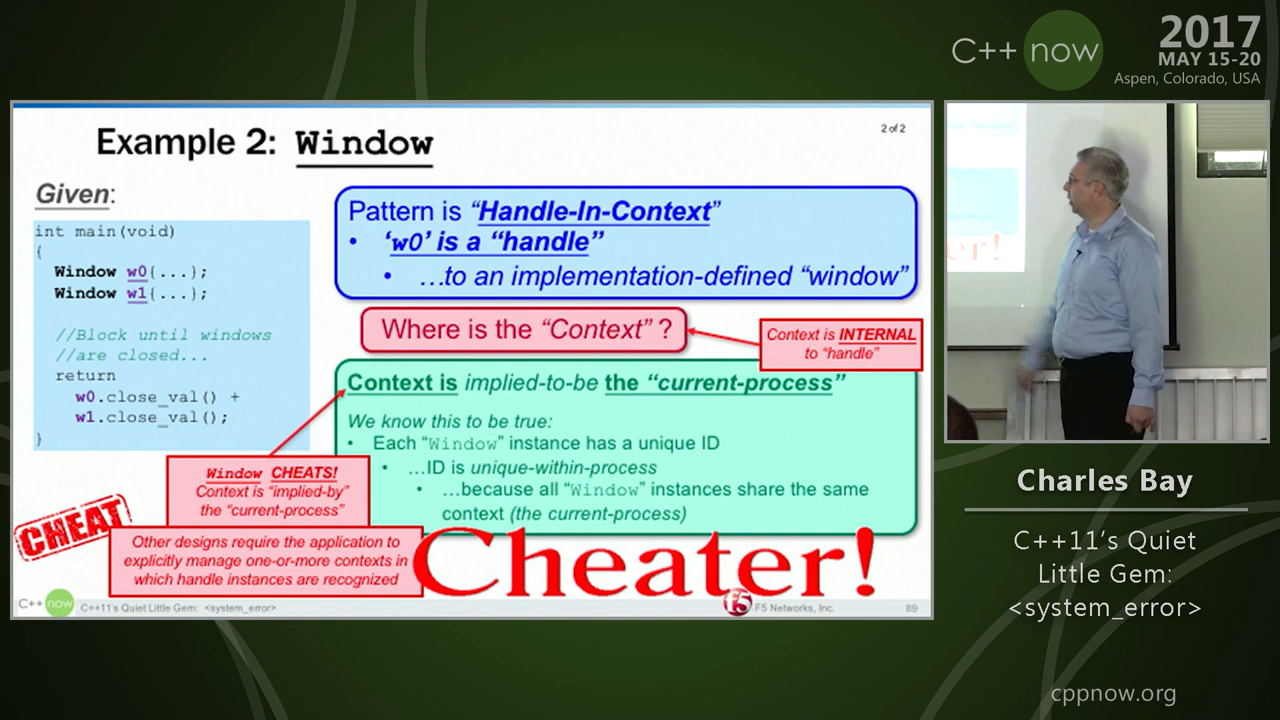 C++ now
2017
MAY 15-20
Aspen, Colorado, USA
Example 2: Window
2 of 2
Given:
int main(void)
{
Window w0(...);
Window w1(...);
//Block until windows
//are closed...
return
w0.close_val() +
w1.close_val();
}
Pattern is “Handle-In-Context”
• ‘w0’ is a “handle”
• …to an implementation-defined “window”
Where is the “Context” ?
Context is INTERNAL
to “handle”
Context is implied-to-be the “current-process”
We know this to be true:
• Each “Window” instance has a unique ID
• …ID is unique-within-process
• …because all “Window” instances share the same
context (the current-process)
Window CHEATS!
Context is “implied-by”
the “current-process”
CHEAT
Other designs require the application to
explicitly manage one-or-more contexts in
which handle instances are recognized
Cheater!
C++ now
C++11’s Quiet Little Gem: <system_error>
F5 Networks, Inc.
89
er!
Charles Bay
C++11’s Quiet
Little Gem:
<system_error>
cppnow.org